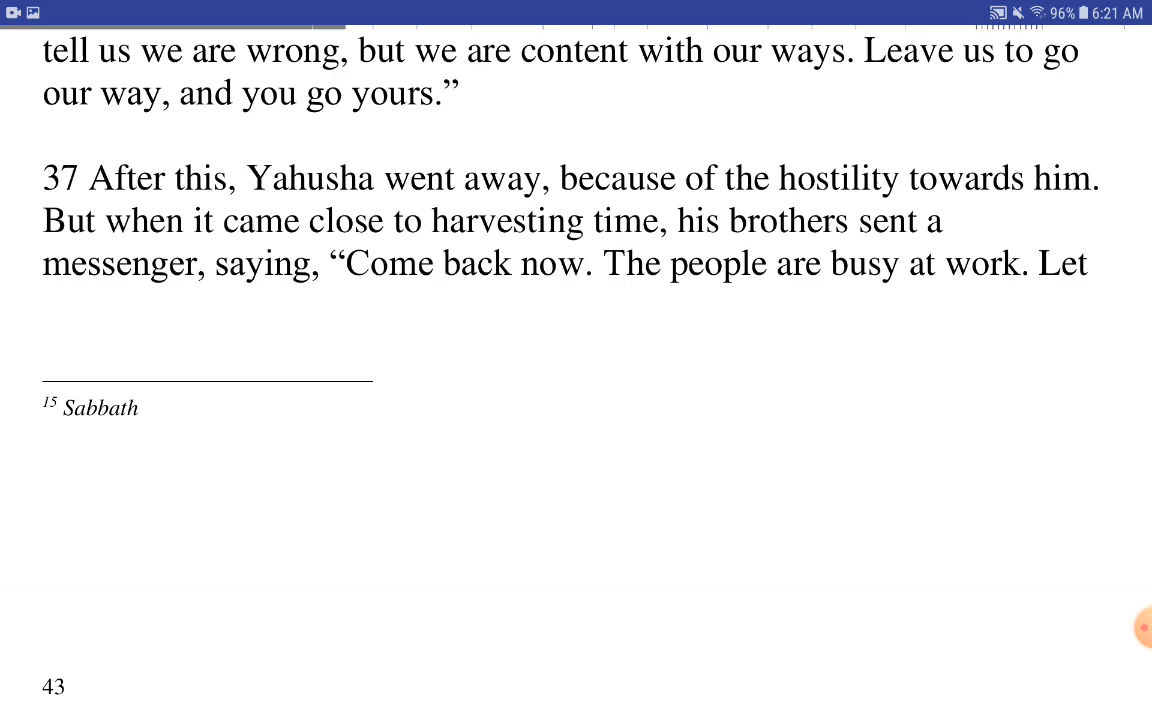 96% 6:21 AM
tell us we are wrong, but we are content with our ways. Leave us to go
our way, and you go yours.”
37 After this, Yahusha went away, because of the hostility towards him.
But when it came close to harvesting time, his brothers sent a
messenger, saying, “Come back now. The people are busy at work. Let
15 Sabbath
43